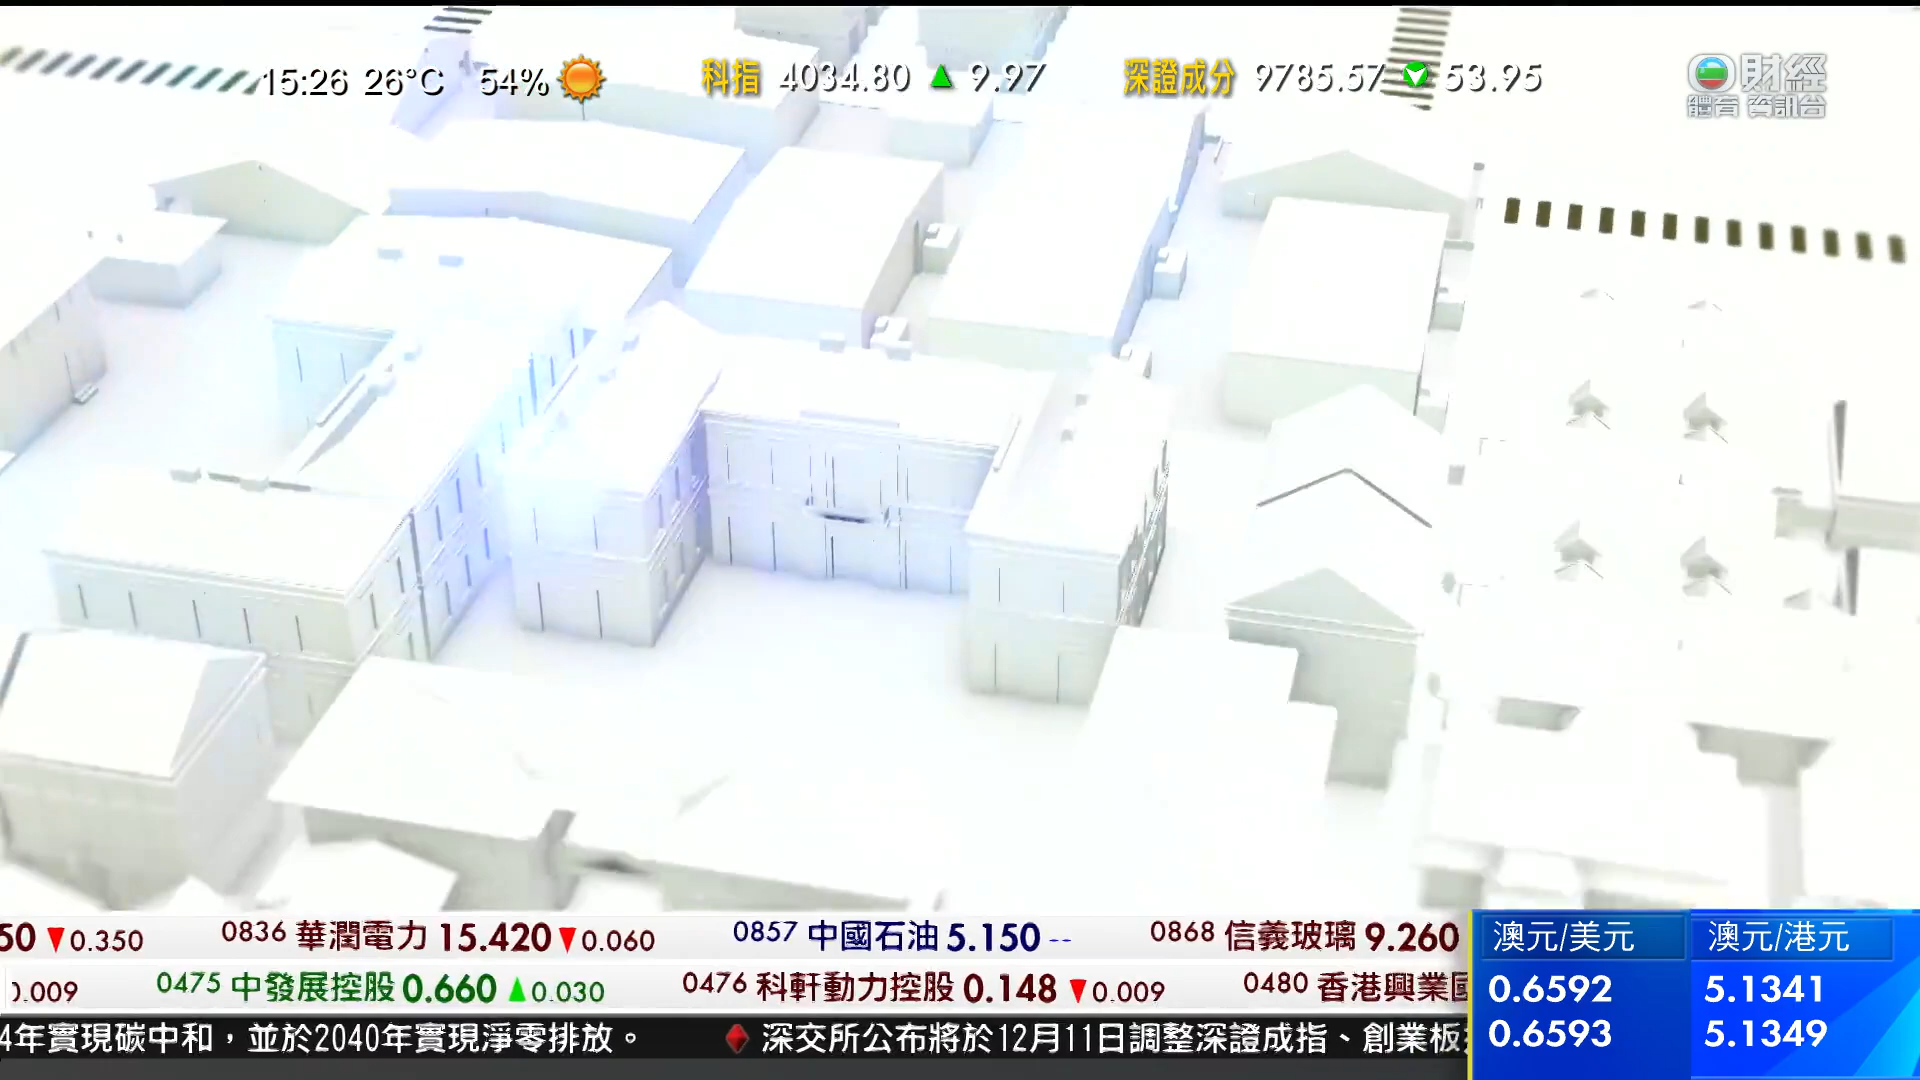 15:26 26°C 54% 科指 4034.80 ▲ 9.97 深證成分 9785.57 ▼ 53.95
財經
體育 資訊台
50 ▼0.350 0836 華潤電力 15.420 ▼0.060 0857 中國石油 5.150 -- 0868 信義玻璃 9.260
0.009 0475 中發展控股 0.660 ▲0.030 0476 科軒動力控股 0.148 ▼0.009 0480 香港興業國
4年實現碳中和，並於2040年實現淨零排放。 ◆ 深交所公布將於12月11日調整深證成指、創業板
澳元/美元 澳元/港元
0.6592 5.1341
0.6593 5.1349